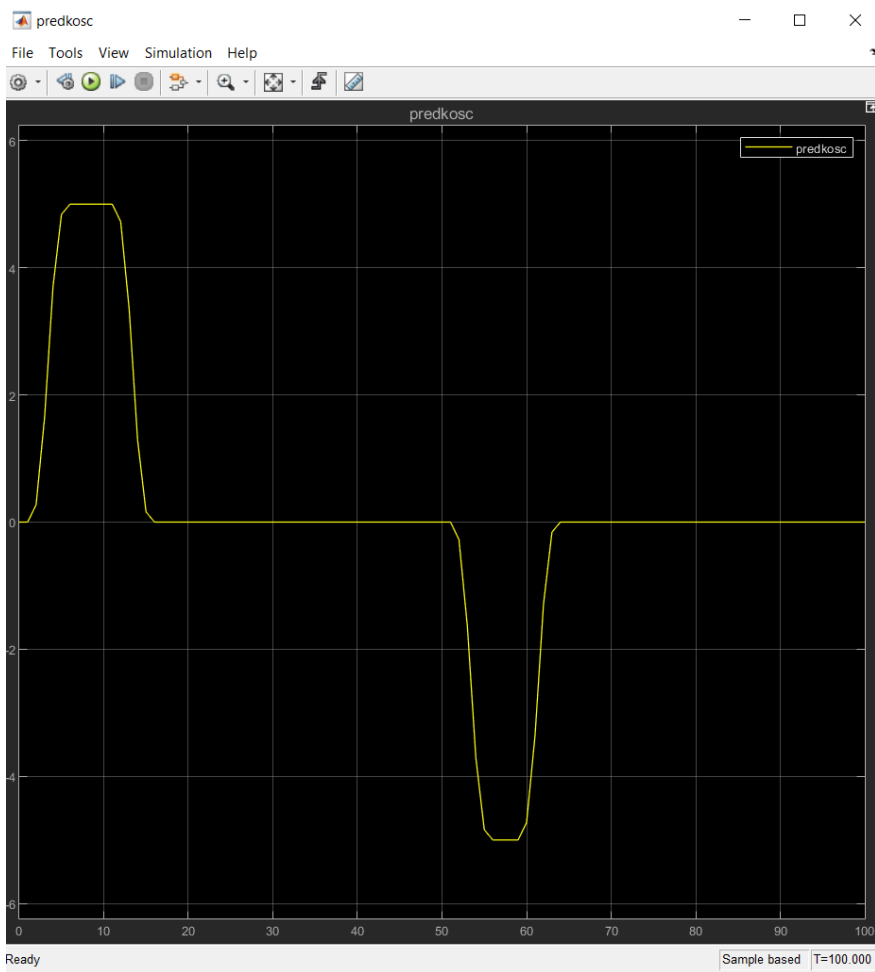 predkosc
File Tools View Simulation Help
predkosc
predkosc
6
4
2
0
-2
-4
-6
0 10 20 30 40 50 60 70 80 90 100
Ready Sample based T=100.000